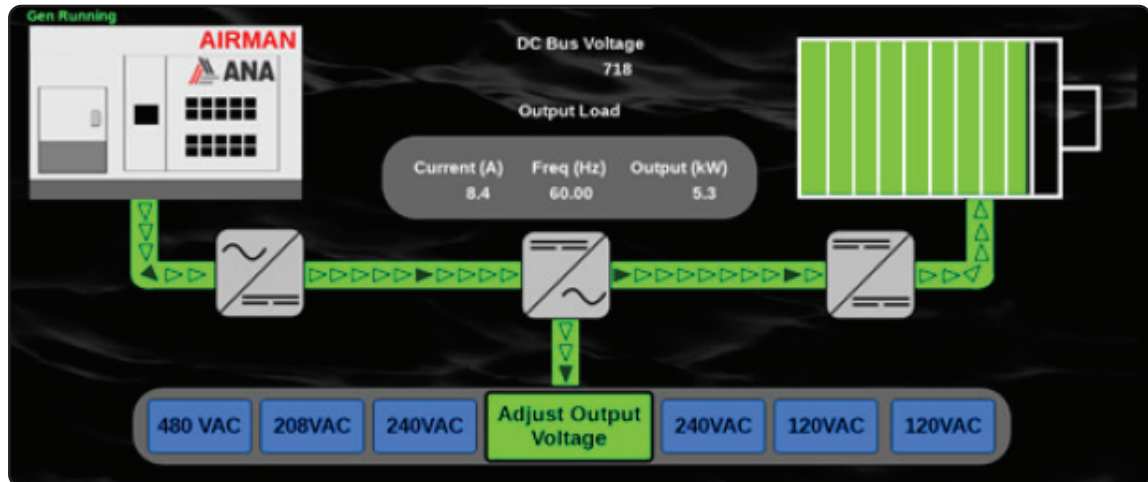 Gen Running
AIRMAN
ANA
DC Bus Voltage
718
Output Load
Current (A) Freq (Hz) Output (kW)
8.4 60.00 5.3
480 VAC 208VAC 240VAC Adjust Output Voltage 240VAC 120VAC 120VAC